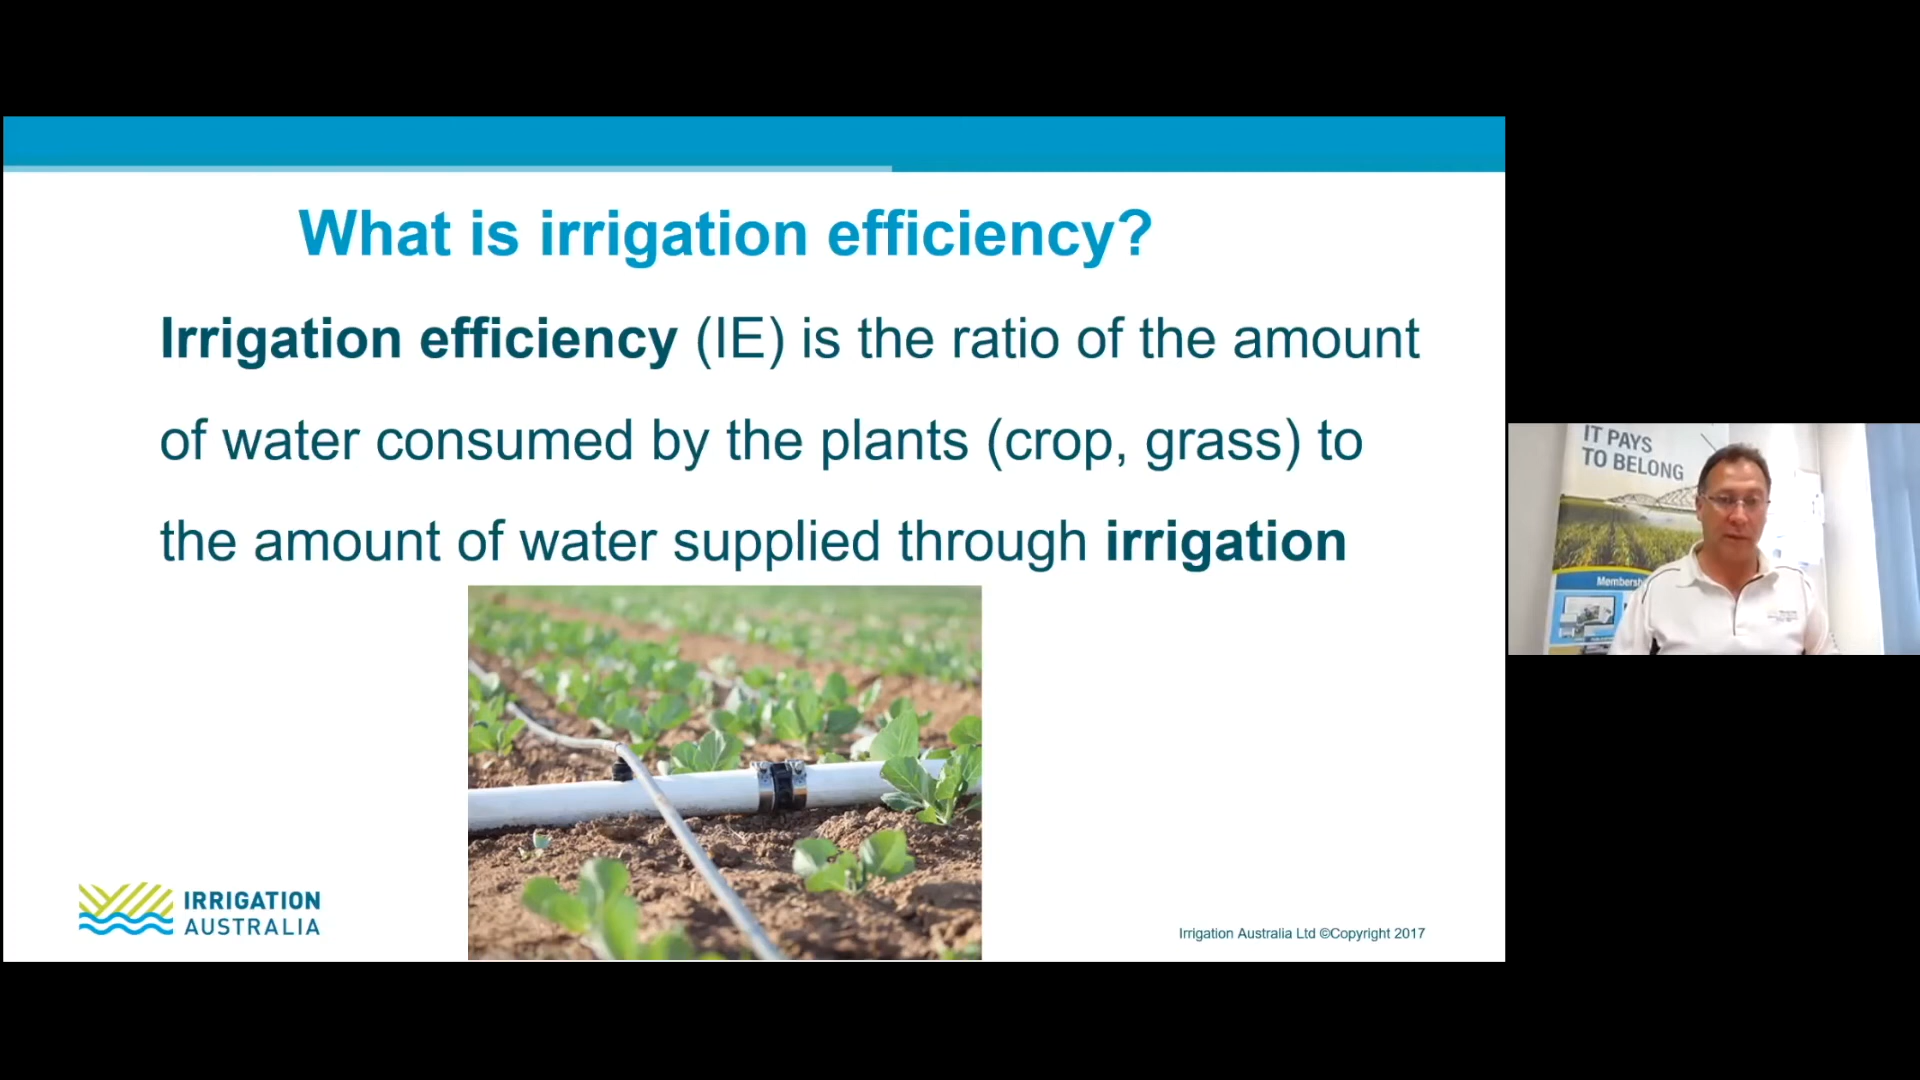 What is irrigation efficiency?
Irrigation efficiency (IE) is the ratio of the amount
of water consumed by the plants (crop, grass) to
the amount of water supplied through irrigation
IRRIGATION
AUSTRALIA
Irrigation Australia Ltd ©Copyright 2017
IT PAYS
TO BELONG